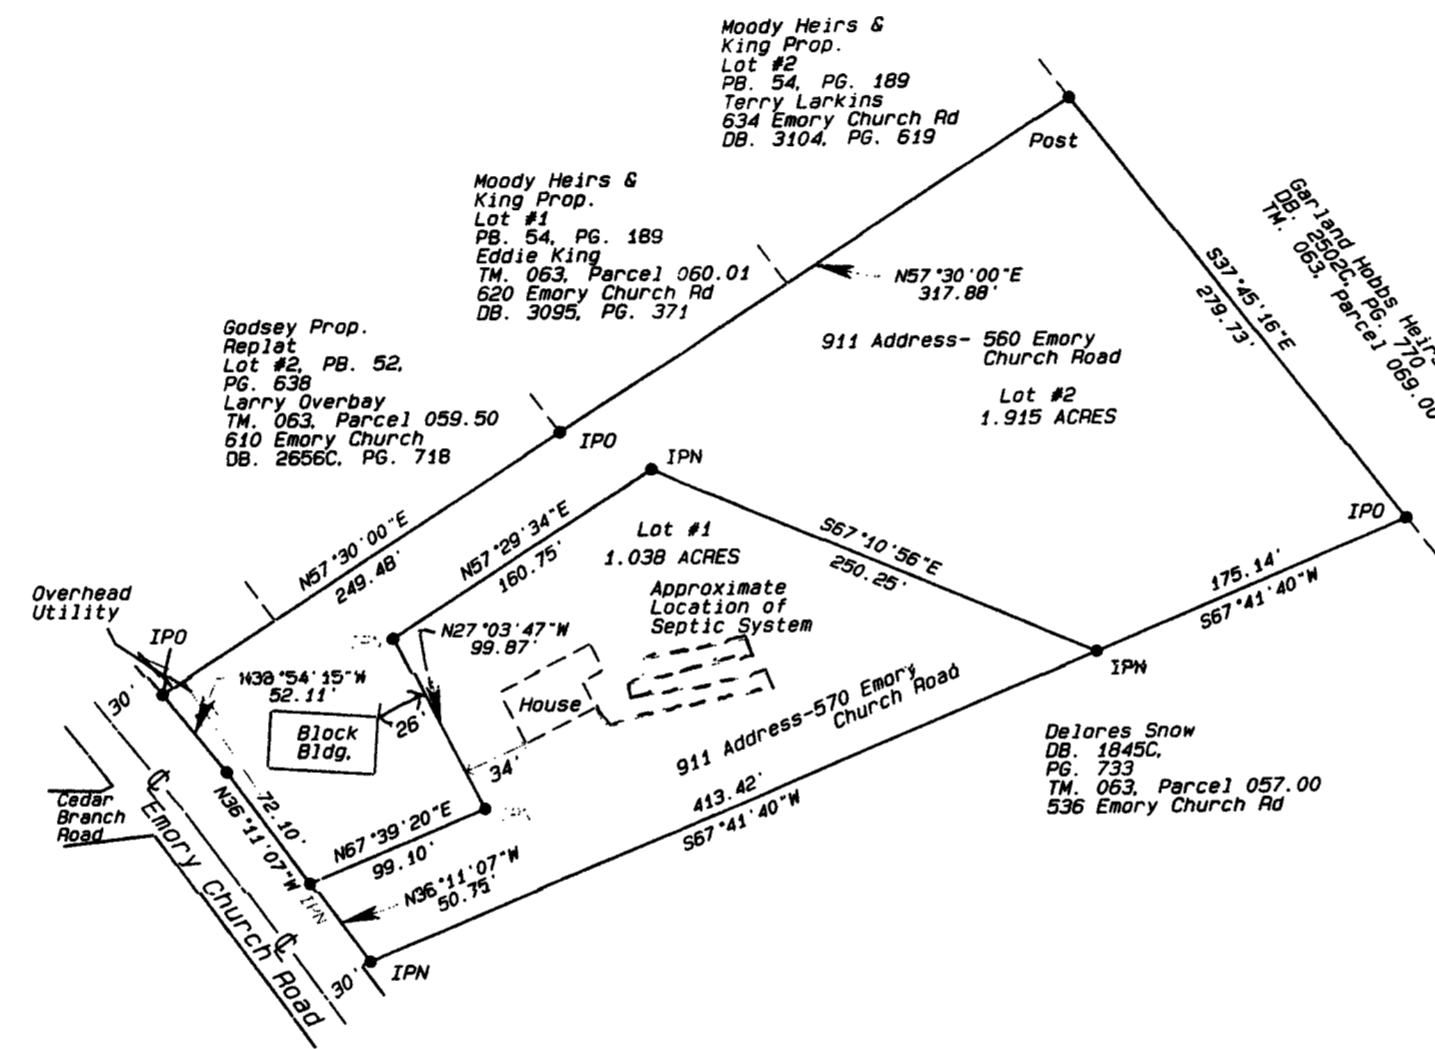 Moody Heirs &
King Prop.
Lot #2
PB. 54, PG. 189
Terry Larkins
634 Emory Church Rd
DB. 3104, PG. 619
Post
Moody Heirs &
King Prop.
Lot #1
PB. 54, PG. 189
Eddie King
TM. 063, Parcel 060.01
620 Emory Church Rd
DB. 3095, PG. 371
Garland Hobbs Heirs
DB. 2502C, PG. 770
TM. 063, Parcel 069.00
S37°45'16"E
279.73'
N57°30'00"E
317.88'
911 Address- 560 Emory
Church Road
Lot #2
1.915 ACRES
Godsey Prop.
Replat
Lot #2, PB. 52,
PG. 638
Larry Overbay
TM. 063, Parcel 059.50
610 Emory Church
DB. 2656C, PG. 718
IPO
IPN
N57°30'00"E
249.48'
N57°29'34"E
160.75'
Lot #1
1.038 ACRES
S67°10'56"E
250.25'
IPO
175.14'
S67°41'40"W
Approximate
Location of
Septic System
Overhead
Utility
IPO
N27°03'47"W
99.87'
N38°54'15"W
52.11'
30'
Block
Bldg.
26'
House
34'
911 Address-570 Emory
Church Road
IPN
Delores Snow
DB. 1845C,
PG. 733
TM. 063, Parcel 057.00
536 Emory Church Rd
Cedar
Branch
Road
℄
72.10'
N36°11'07"W
N67°39'20"E
99.10'
413.42'
S67°41'40"W
IPN
N36°11'07"W
50.75'
Emory Church Road
℄
30'
IPN